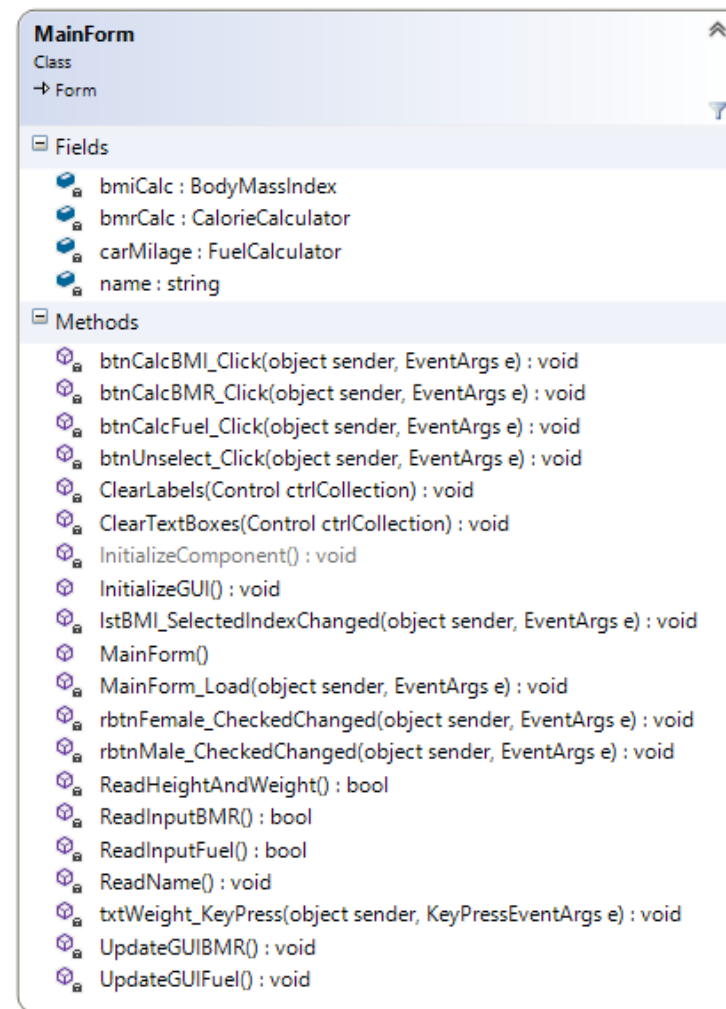 MainForm
Class
Form
Fields
bmiCalc : BodyMassIndex
bmrCalc : CalorieCalculator
carMilage : FuelCalculator
name : string
Methods
btnCalcBMI_Click(object sender, EventArgs e) : void
btnCalcBMR_Click(object sender, EventArgs e) : void
btnCalcFuel_Click(object sender, EventArgs e) : void
btnUnselect_Click(object sender, EventArgs e) : void
ClearLabels(Control ctrlCollection) : void
ClearTextBoxes(Control ctrlCollection) : void
InitializeComponent() : void
InitializeGUI() : void
lstBMI_SelectedIndexChanged(object sender, EventArgs e) : void
MainForm()
MainForm_Load(object sender, EventArgs e) : void
rbtnFemale_CheckedChanged(object sender, EventArgs e) : void
rbtnMale_CheckedChanged(object sender, EventArgs e) : void
ReadHeightAndWeight() : bool
ReadInputBMR() : bool
ReadInputFuel() : bool
ReadName() : void
txtWeight_KeyPress(object sender, KeyPressEventArgs e) : void
UpdateGUIBMR() : void
UpdateGUIFuel() : void